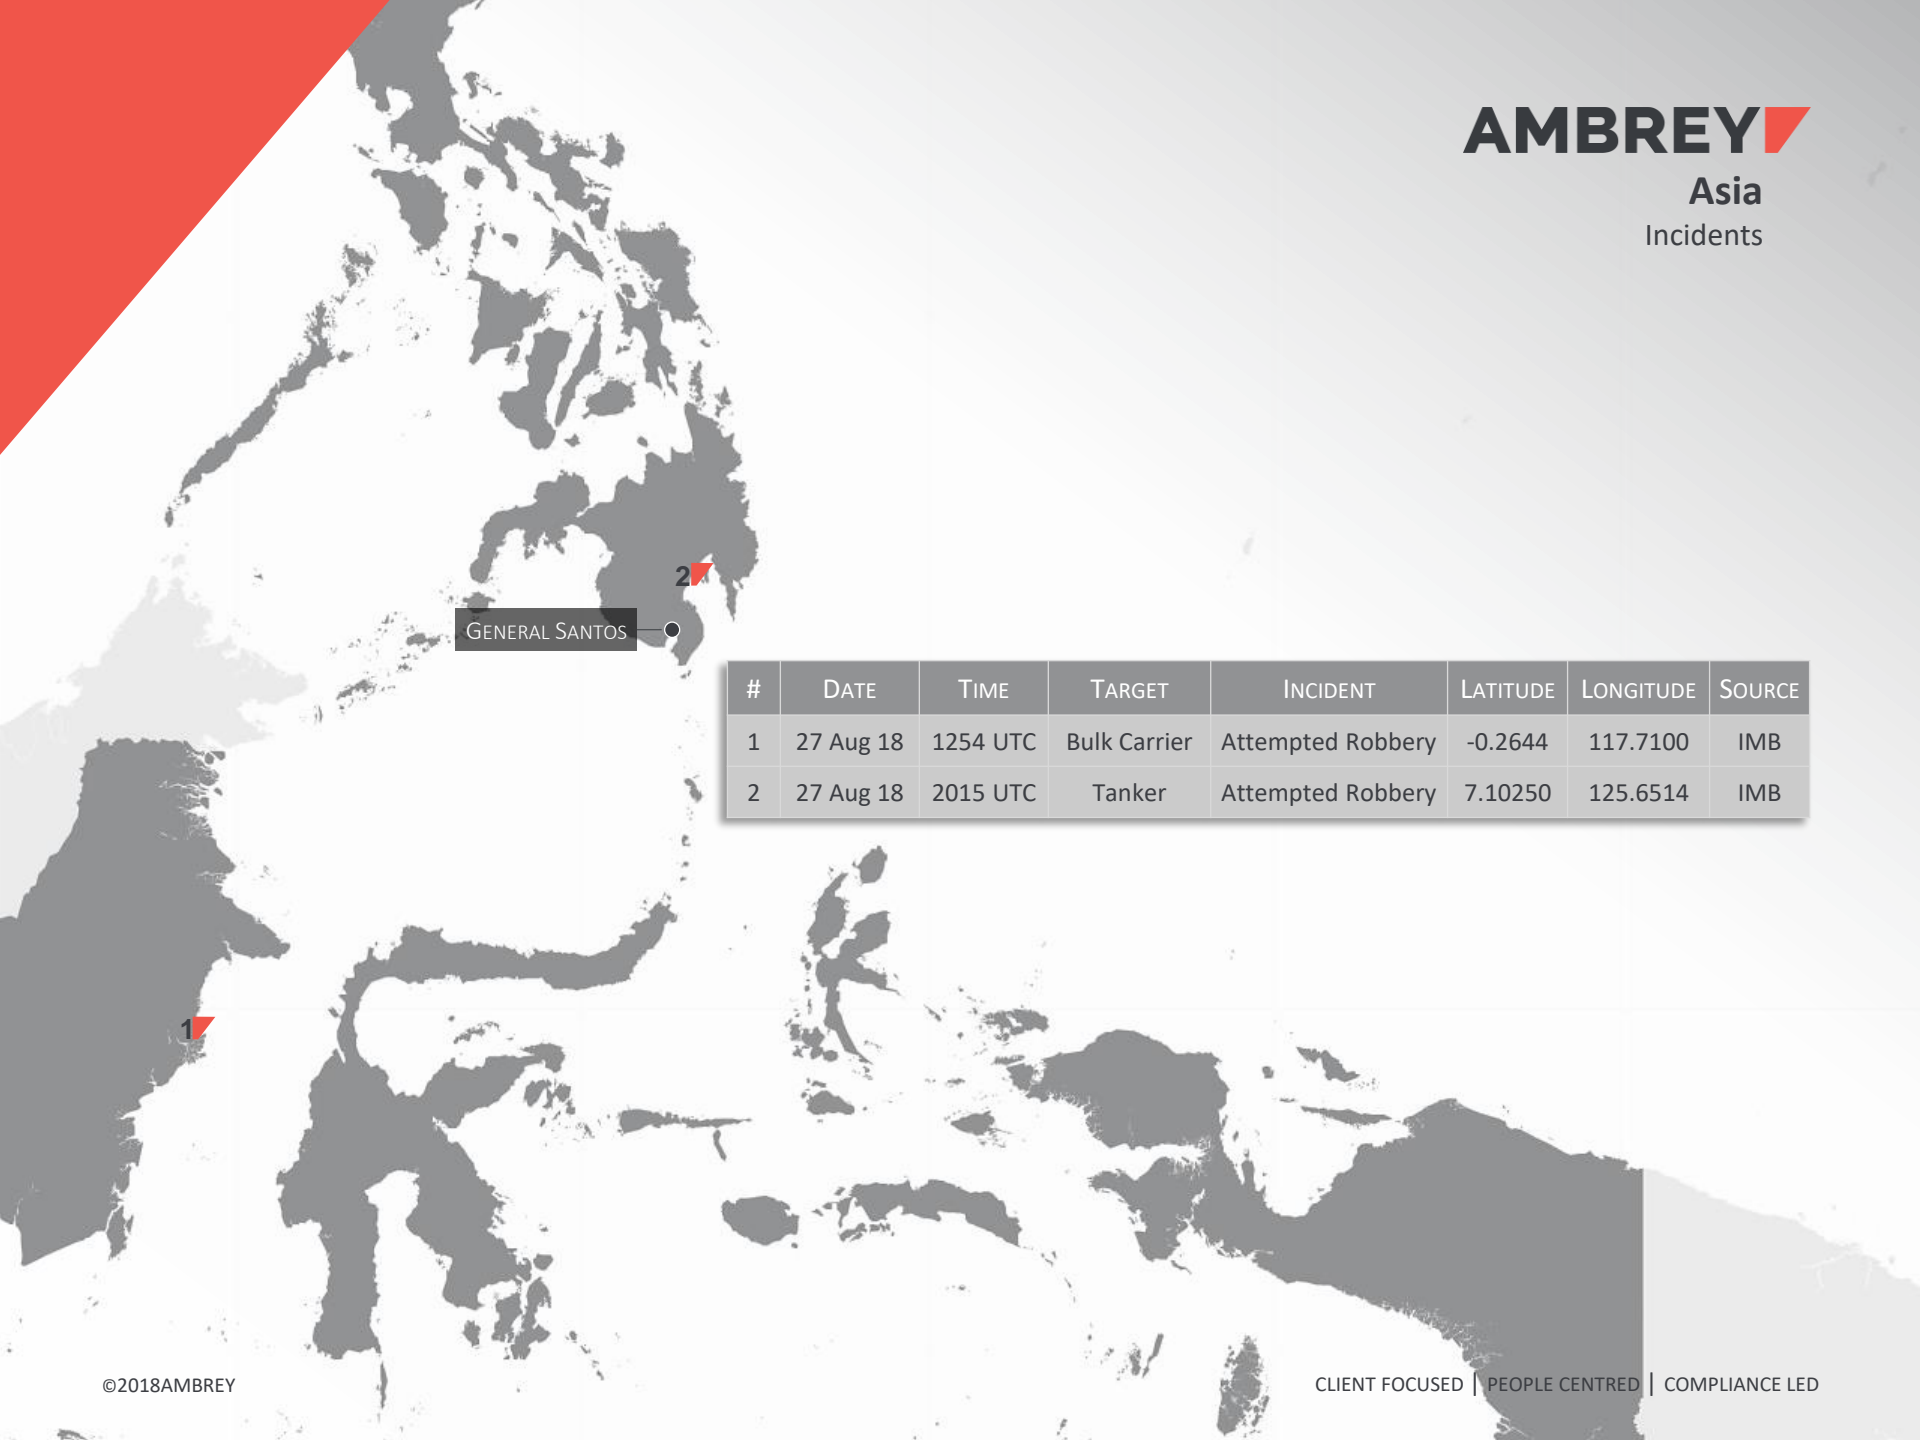 AMBREY
Asia
Incidents
2
GENERAL SANTOS
# DATE TIME TARGET INCIDENT LATITUDE LONGITUDE SOURCE
1 27 Aug 18 1254 UTC Bulk Carrier Attempted Robbery -0.2644 117.7100 IMB
2 27 Aug 18 2015 UTC Tanker Attempted Robbery 7.10250 125.6514 IMB
1
©2018AMBREY
CLIENT FOCUSED | PEOPLE CENTRED | COMPLIANCE LED